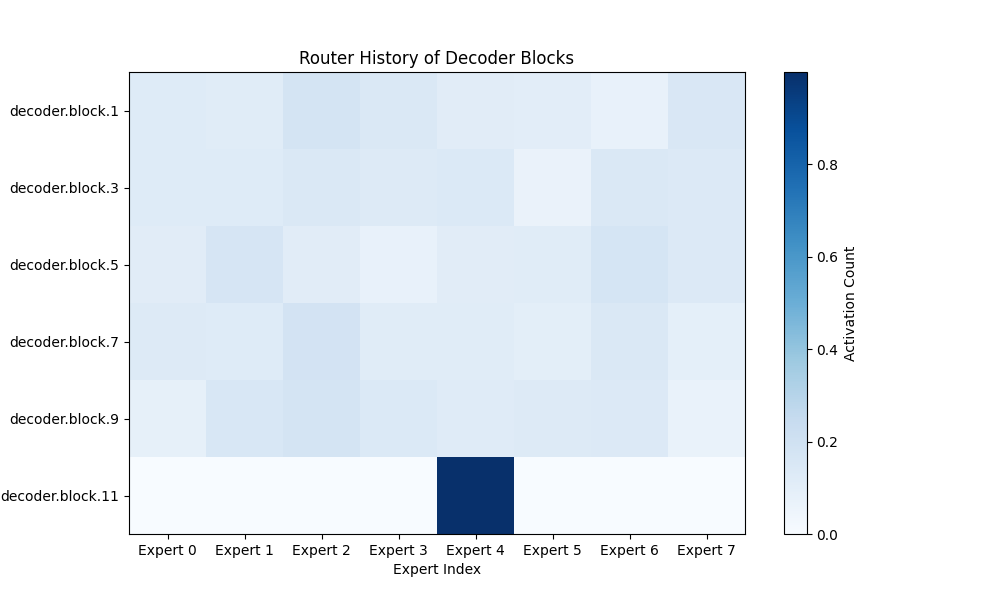 Router History of Decoder Blocks
decoder.block.1
decoder.block.3
decoder.block.5
decoder.block.7
decoder.block.9
decoder.block.11
Expert 0 Expert 1 Expert 2 Expert 3 Expert 4 Expert 5 Expert 6 Expert 7
Expert Index
0.8
0.6
0.4
0.2
0.0
Activation Count